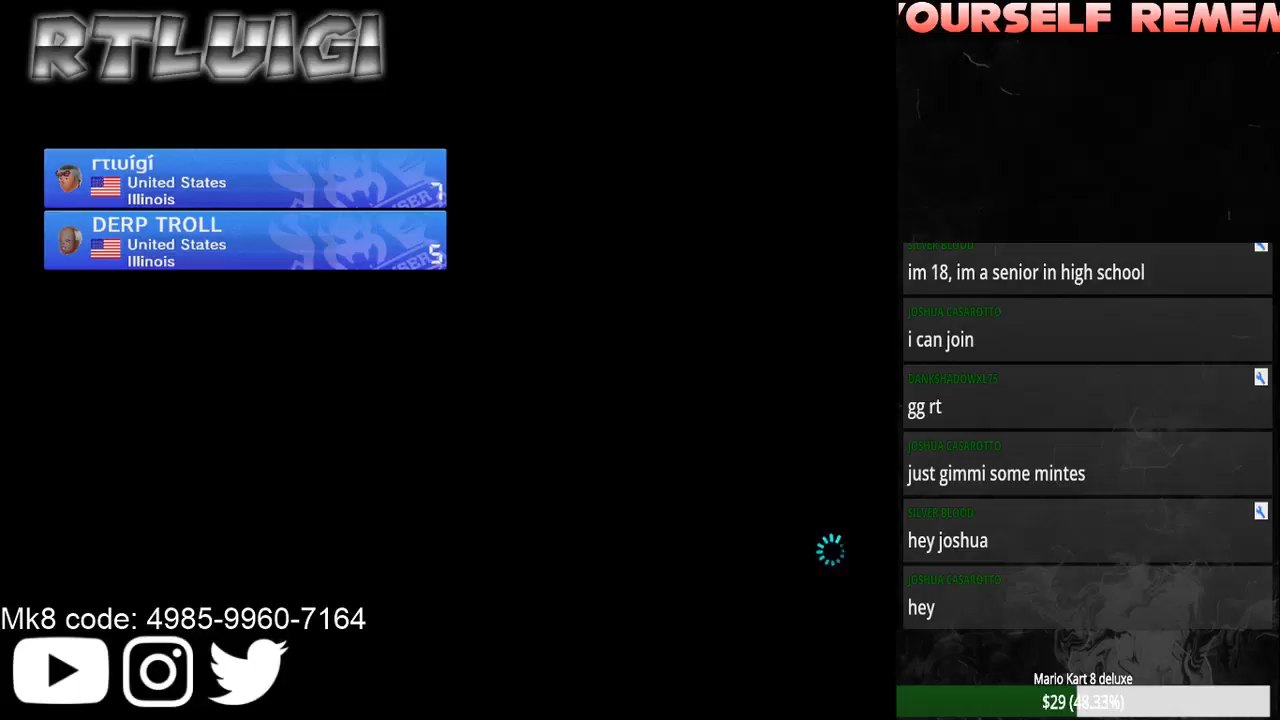 RTLUIGI
YOURSELF REMEM
rτιυígí
United States
Illinois
7
DERP TROLL
United States
Illinois
5
SILVER BLOOD
im 18, im a senior in high school
JOSHUA CASAROTTO
i can join
DANKSHADOWXL75
gg rt
JOSHUA CASAROTTO
just gimmi some mintes
SILVER BLOOD
hey joshua
JOSHUA CASAROTTO
hey
Mk8 code: 4985-9960-7164
Mario Kart 8 deluxe
$29 (48.33%)